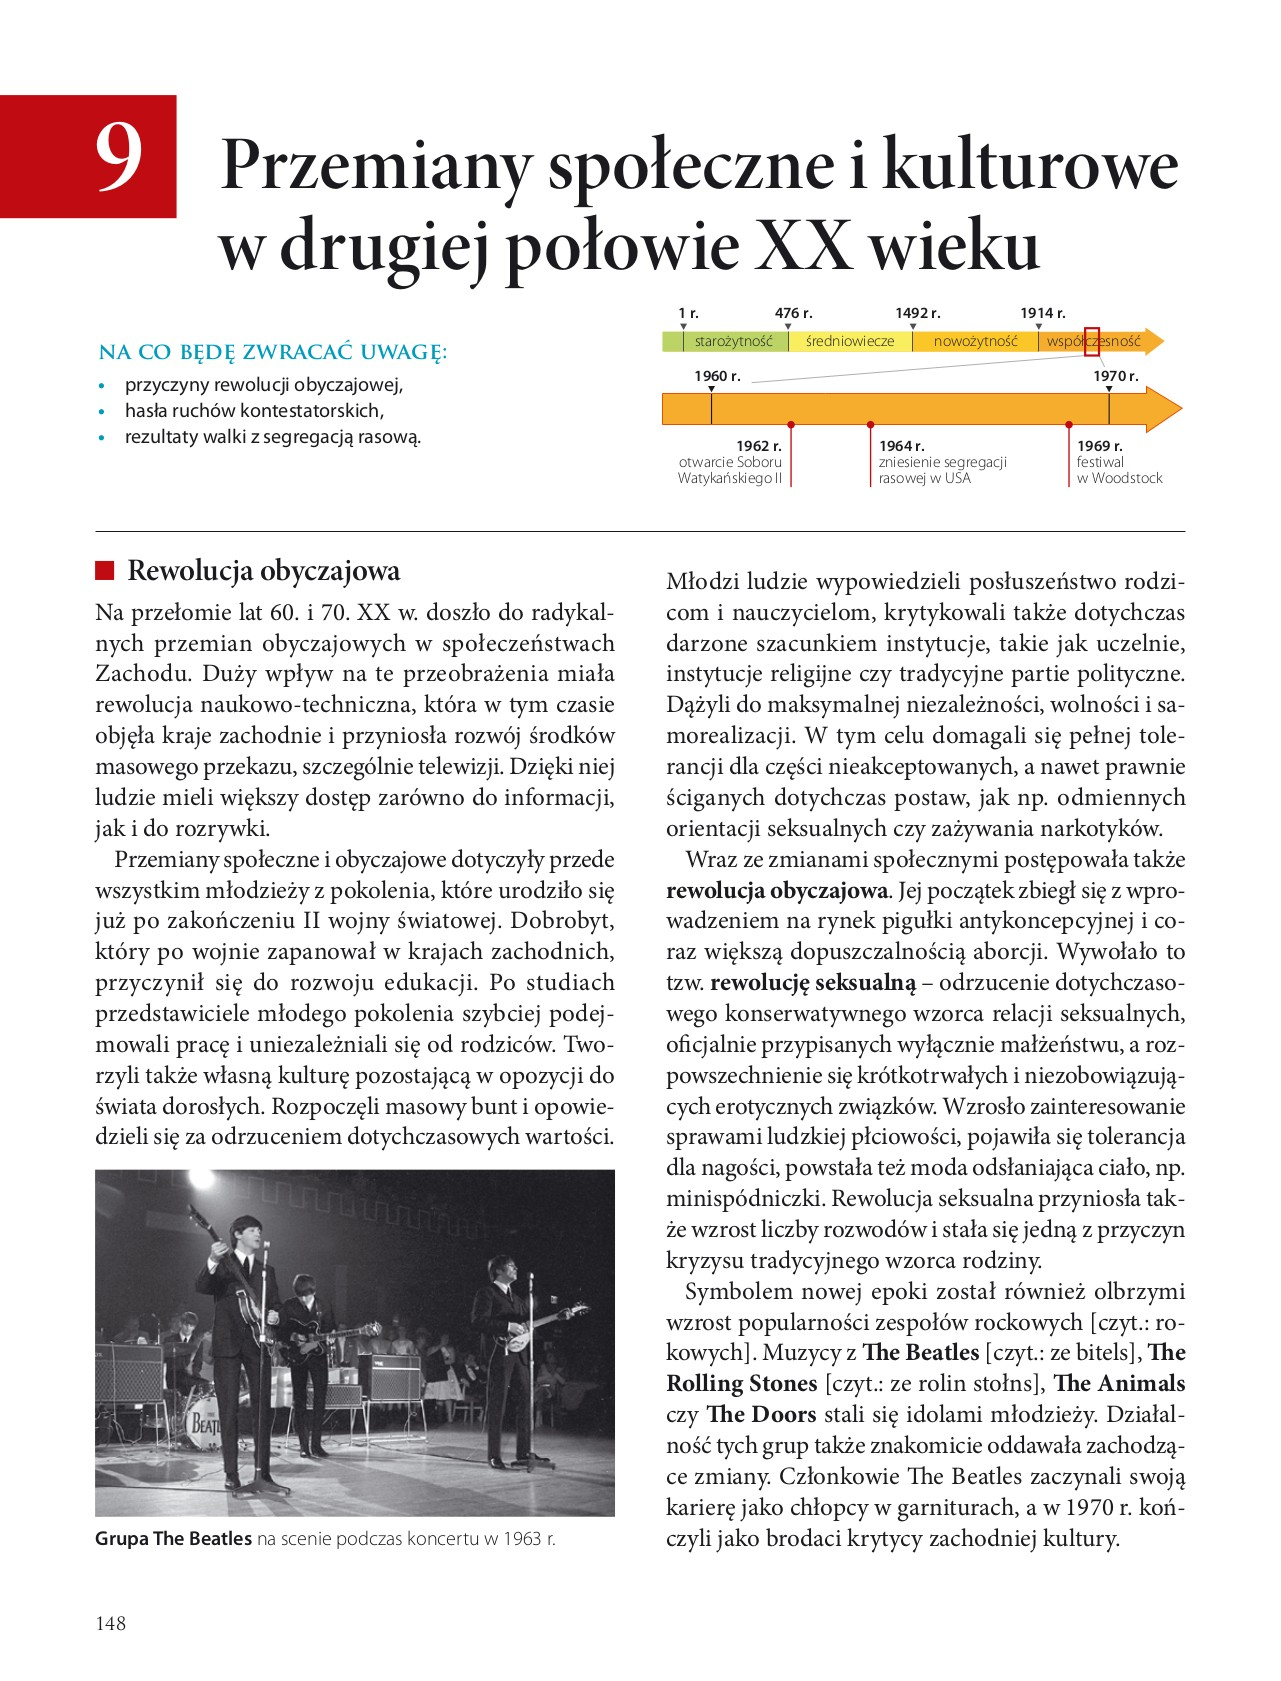 9
Przemiany społeczne i kulturowe
w drugiej połowie XX wieku
NA CO BĘDĘ ZWRACAĆ UWAGĘ:
• przyczyny rewolucji obyczajowej,
• hasła ruchów kontestatorskich,
• rezultaty walki z segregacją rasową.
1 r. 476 r. 1492 r. 1914 r.
starożytność średniowiecze nowożytność współczesność
1960 r. 1970 r.
1962 r.
otwarcie Soboru
Watykańskiego II
1964 r.
zniesienie segregacji
rasowej w USA
1969 r.
festiwal
w Woodstock
Rewolucja obyczajowa
Na przełomie lat 60. i 70. XX w. doszło do radykal-
nych przemian obyczajowych w społeczeństwach
Zachodu. Duży wpływ na te przeobrażenia miała
rewolucja naukowo-techniczna, która w tym czasie
objęła kraje zachodnie i przyniosła rozwój środków
masowego przekazu, szczególnie telewizji. Dzięki niej
ludzie mieli większy dostęp zarówno do informacji,
jak i do rozrywki.
Przemiany społeczne i obyczajowe dotyczyły przede
wszystkim młodzieży z pokolenia, które urodziło się
już po zakończeniu II wojny światowej. Dobrobyt,
który po wojnie zapanował w krajach zachodnich,
przyczynił się do rozwoju edukacji. Po studiach
przedstawiciele młodego pokolenia szybciej podej-
mowali pracę i uniezależniali się od rodziców. Two-
rzyli także własną kulturę pozostającą w opozycji do
świata dorosłych. Rozpoczęli masowy bunt i opowie-
dzieli się za odrzuceniem dotychczasowych wartości.
BEATL
Grupa The Beatles na scenie podczas koncertu w 1963 r.
Młodzi ludzie wypowiedzieli posłuszeństwo rodzi-
com i nauczycielom, krytykowali także dotychczas
darzone szacunkiem instytucje, takie jak uczelnie,
instytucje religijne czy tradycyjne partie polityczne.
Dążyli do maksymalnej niezależności, wolności i sa-
morealizacji. W tym celu domagali się pełnej tole-
rancji dla części nieakceptowanych, a nawet prawnie
ściganych dotychczas postaw, jak np. odmiennych
orientacji seksualnych czy zażywania narkotyków.
Wraz ze zmianami społecznymi postępowała także
rewolucja obyczajowa. Jej początek zbiegł się z wpro-
wadzeniem na rynek pigułki antykoncepcyjnej i co-
raz większą dopuszczalnością aborcji. Wywołało to
tzw. rewolucję seksualną – odrzucenie dotychczaso-
wego konserwatywnego wzorca relacji seksualnych,
oficjalnie przypisanych wyłącznie małżeństwu, a roz-
powszechnienie się krótkotrwałych i niezobowiązują-
cych erotycznych związków. Wzrosło zainteresowanie
sprawami ludzkiej płciowości, pojawiła się tolerancja
dla nagości, powstała też moda odsłaniająca ciało, np.
minispódniczki. Rewolucja seksualna przyniosła tak-
że wzrost liczby rozwodów i stała się jedną z przyczyn
kryzysu tradycyjnego wzorca rodziny.
Symbolem nowej epoki został również olbrzymi
wzrost popularności zespołów rockowych [czyt.: ro-
kowych]. Muzycy z The Beatles [czyt.: ze bitels], The
Rolling Stones [czyt.: ze rolin stołns], The Animals
czy The Doors stali się idolami młodzieży. Działal-
ność tych grup także znakomicie oddawała zachodzą-
ce zmiany. Członkowie The Beatles zaczynali swoją
karierę jako chłopcy w garniturach, a w 1970 r. koń-
czyli jako brodaci krytycy zachodniej kultury.
148